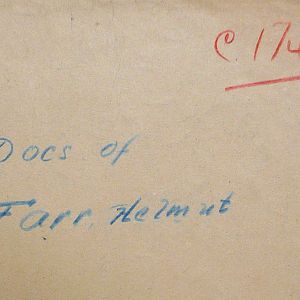 C. 174
Docs of
Farr, Helmut